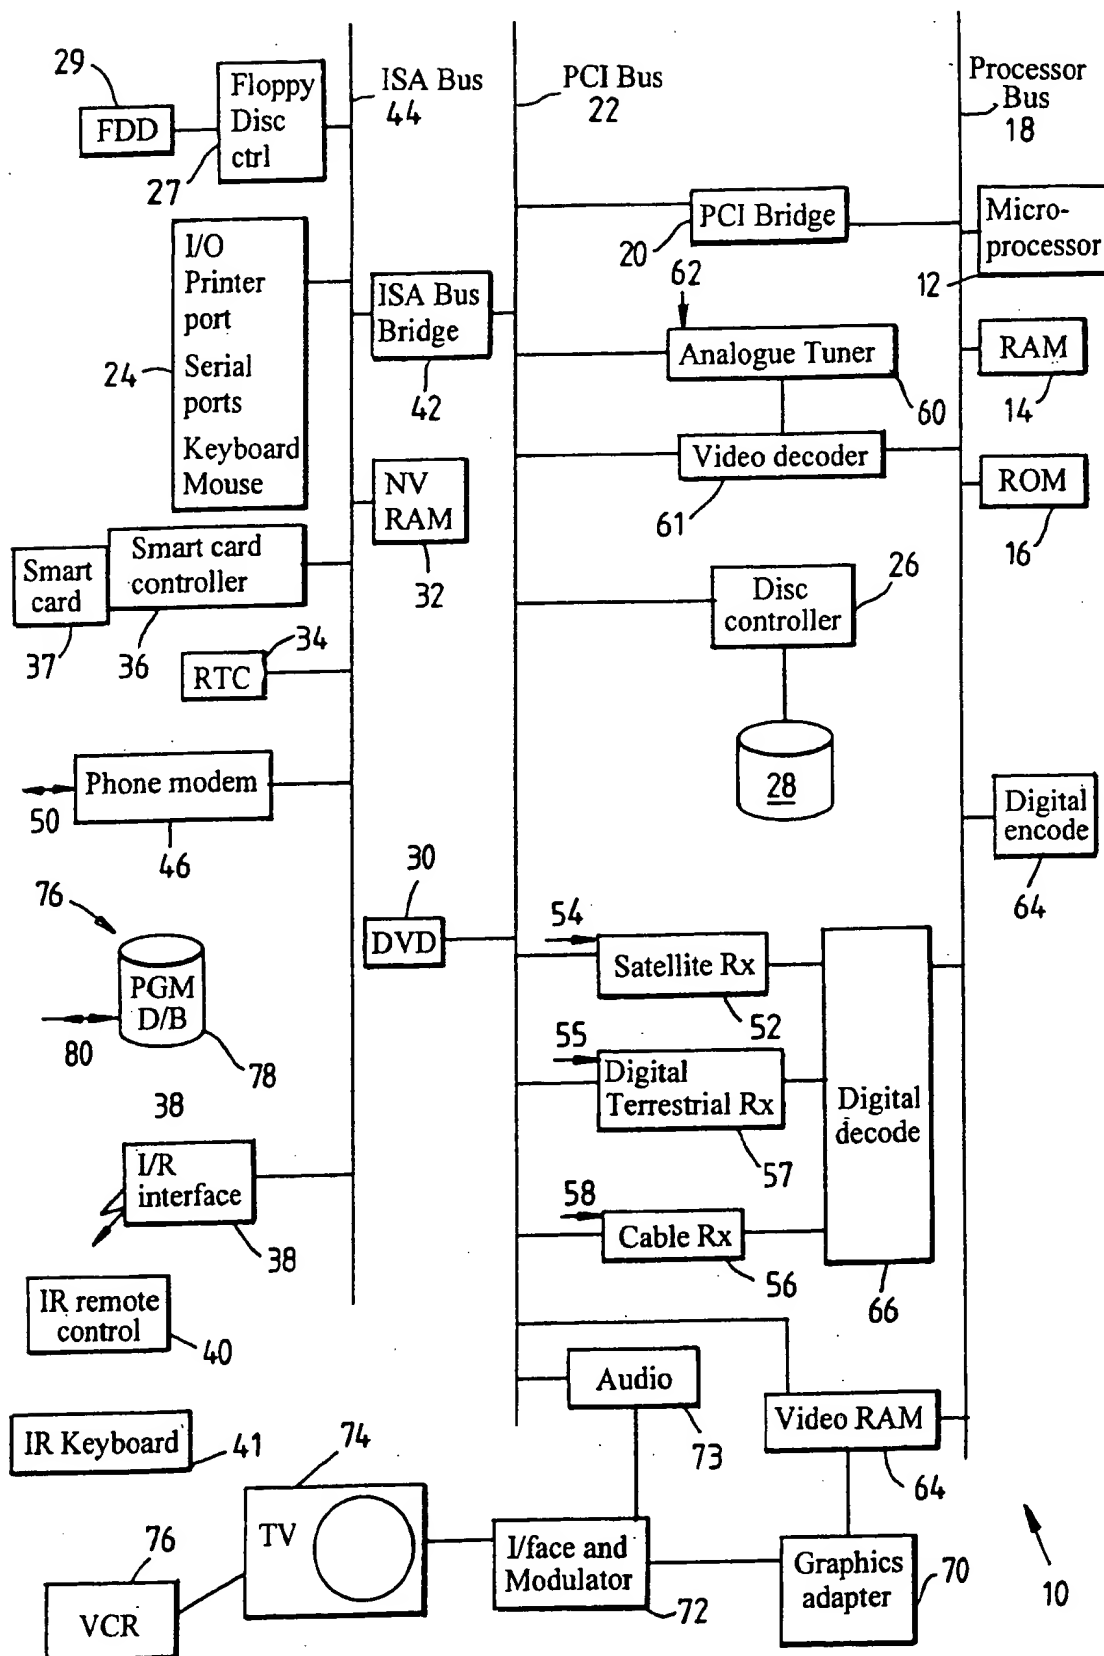 29
FDD
Floppy
Disc
ctrl
27
ISA Bus
44
PCI Bus
22
Processor
Bus
18
I/O
Printer
port
Serial
ports
Keyboard
Mouse
24
ISA Bus
Bridge
42
PCI Bridge
20
Micro-
processor
12
62
Analogue Tuner
60
RAM
14
Video decoder
61
ROM
16
NV
RAM
32
Smart
card
37
Smart card
controller
36
34
RTC
Disc
controller
26
28
Phone modem
50
46
Digital
encode
64
30
DVD
76
PGM
D/B
80
78
54
Satellite Rx
52
55
Digital
Terrestrial Rx
57
58
Cable Rx
56
Digital
decode
66
38
I/R
interface
38
IR remote
control
40
IR Keyboard
41
Audio
73
Video RAM
64
74
TV
76
VCR
I/face and
Modulator
72
Graphics
adapter
70
10